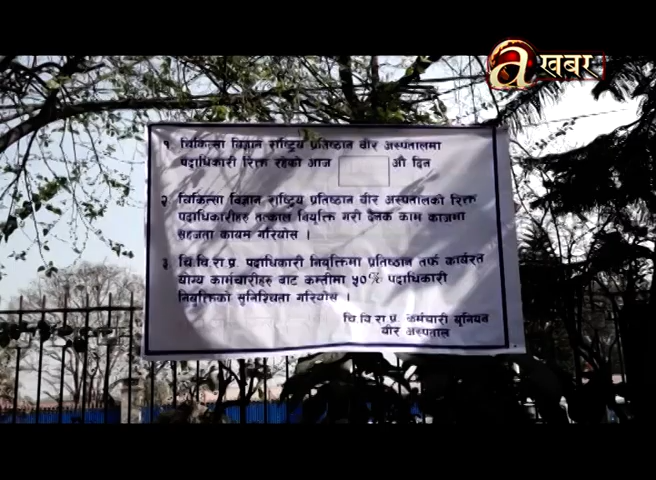 a खबर
१. चिकित्सा विज्ञान राष्ट्रिय प्रतिष्ठान वीर अस्पतालमा
पदाधिकारी रिक्त रहेको आज औ दिन
२. चिकित्सा विज्ञान राष्ट्रिय प्रतिष्ठान वीर अस्पतालको रिक्त
पदाधिकारीहरु तत्काल नियुक्ति गरी दैनिक काम काजमा
सहजता कायम गरियोस ।
३. चि.वि.रा.प्र. पदाधिकारी नियुक्तिमा प्रतिष्ठान तर्फ कार्यरत
योग्य कर्मचारीहरु बाट कम्तीमा ५०% पदाधिकारी
नियुक्तिको सुनिश्चिता गरियोस ।
चि.वि.रा.प्र. कर्मचारी युनियन
वीर अस्पताल